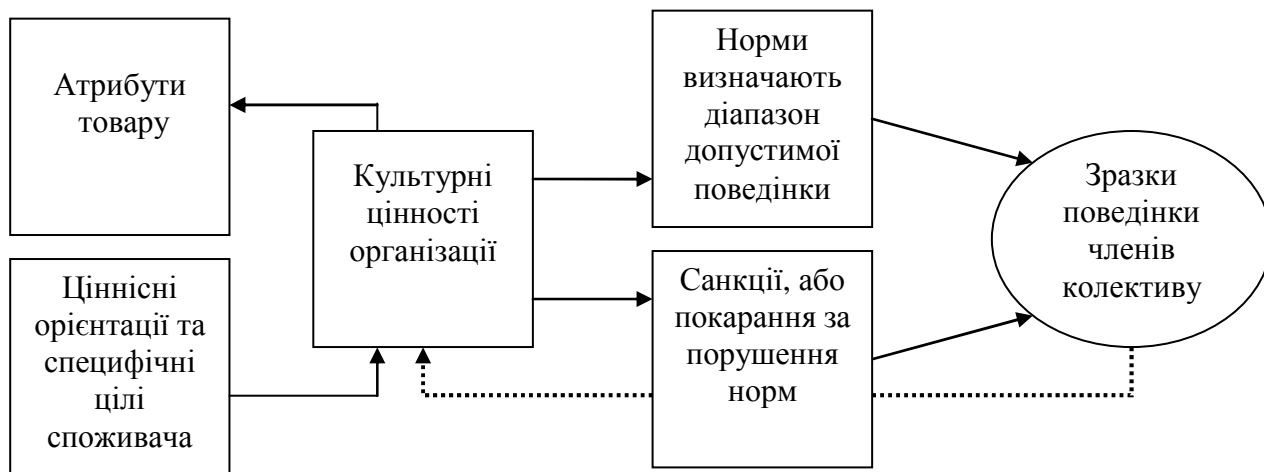 Атрибути
товару
Ціннісні
орієнтації та
специфічні
цілі
споживача
Культурні
цінності
організації
Норми
визначають
діапазон
допустимої
поведінки
Санкції, або
покарання за
порушення
норм
Зразки
поведінки
членів
колективу